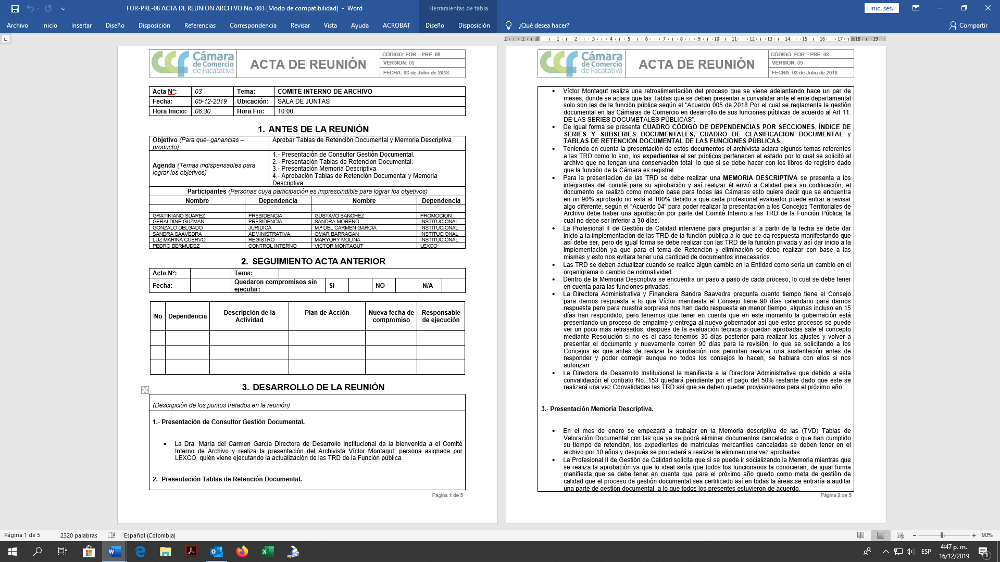 FOR-PRE-08 ACTA DE REUNION ARCHIVO No. 003 [Modo de compatibilidad] - Word
Herramientas de tabla
Inic. ses.
Archivo Inicio Insertar Diseño Disposición Referencias Correspondencia Revisar Vista Ayuda ACROBAT Diseño Disposición ¿Qué desea hacer? Compartir
2 1 1 2 3 4 5 6 7 8 9 10 11 12 13 14 15 16 17 18 19
CCF Cámara de Comercio de Facatativá
ACTA DE REUNIÓN
CÓDIGO: FOR – PRE -08
VERSION: 05
FECHA: 03 de Julio de 2018
Acta Nº: 03 Tema: COMITÉ INTERNO DE ARCHIVO
Fecha: 05-12-2019 Ubicación: SALA DE JUNTAS
Hora Inicio: 08:30 Hora Fin: 10:00
1. ANTES DE LA REUNIÓN
Objetivo (Para qué- ganancias –
producto)
Aprobar Tablas de Retención Documental y Memoria Descriptiva
Agenda (Temas indispensables para
lograr los objetivos)
1.- Presentación de Consultor Gestión Documental.
2.- Presentación Tablas de Retención Documental.
3.- Presentación Memoria Descriptiva.
4.- Aprobación Tablas de Retención Documental y Memoria
Descriptiva
Participantes (Personas cuya participación es imprescindible para lograr los objetivos)
Nombre Dependencia Nombre Dependencia
GRATINIANO SUAREZ PRESIDENCIA GUSTAVO SANCHEZ PROMOCION
GERALDINE GUZMAN PRESIDENCIA SANDRA MORENO INSTITUCIONAL
GONZALO DELGADO JURIDICA M.ª DEL CARMEN GARCIA INSTITUCIONAL
SANDRA SAAVEDRA ADMINISTRATIVA OMAR BARRAGAN INSTITUCIONAL
LUZ MARINA CUERVO REGISTRO MARYORY MOLINA INSTITUCIONAL
PEDRO BERMUDEZ CONTROL INTERNO VICTOR MONTAGUT LEXCO
2. SEGUIMIENTO ACTA ANTERIOR
Acta Nº: Tema:
Fecha: Quedaron compromisos sin
ejecutar: SI NO N/A
No Dependencia Descripción de la
Actividad Plan de Acción Nueva fecha de
compromiso Responsable
de ejecución
3. DESARROLLO DE LA REUNIÓN
(Descripción de los puntos tratados en la reunión)
1.- Presentación de Consultor Gestión Documental.
• La Dra. María del Carmen García Directora de Desarrollo Institucional da la bienvenida a el Comité
Interno de Archivo y realiza la presentación del Archivista Víctor Montagut, persona asignada por
LEXCO, quién viene ejecutando la actualización de las TRD de la Función pública.
2.- Presentación Tablas de Retención Documental.
Página 1 de 5
CCF Cámara de Comercio de Facatativá
ACTA DE REUNIÓN
CÓDIGO: FOR – PRE -08
VERSION: 05
FECHA: 03 de Julio de 2018
• Víctor Montagut realiza una retroalimentación del proceso que se viene adelantando hace un par de
meses, donde se aclara que las Tablas que se deben presentar a convalidar ante el ente departamental
solo son las de la función pública según el “Acuerdo 005 de 2018 Por el cual se reglamenta la gestión
documental en las Cámaras de Comercio en desarrollo de sus funciones públicas de acuerdo al Art 11.
DE LAS SERIES DOCUMETALES PÚBLICAS”.
• De igual forma se presenta CUADRO CÓDIGO DE DEPENDENCIAS POR SECCIONES, ÍNDICE DE
SERIES Y SUBSERIES DOCUMENTALES, CUADRO DE CLASIFICACION DOCUMENTAL y
TABLAS DE RETENCION DOCUMENTAL DE LAS FUNCIONES PÚBLICAS.
• Teniendo en cuenta la presentación de estos documentos el archivista aclara algunos temas referentes
a las TRD como lo son, los expedientes al ser públicos pertenecen al estado por lo cual se solicitó al
archivo que no tengan una conservación total, lo que si se debe hacer con los libros de registro dado
que la función de la Cámara es registral.
• Para la presentación de las TRD se debe realizar una MEMORIA DESCRIPTIVA se presenta a los
integrantes del comité para su aprobación y así realizar él envió a Calidad para su codificación, el
documento se realizó como modelo base para todas las Cámaras esto quiere decir que se encuentra
en un 90% aprobado no está al 100% debido a que cada profesional evaluador puede entrar a revisar
algo diferente, según el “Acuerdo 04” para poder realizar la presentación a los Concejos Territoriales de
Archivo debe haber una aprobación por parte del Comité Interno a las TRD de la Función Pública, la
cual no debe ser inferior a 30 días.
• La Profesional II de Gestión de Calidad interviene para preguntar si a partir de la fecha se debe dar
inicio a la implementación de las TRD de la función pública a lo que se da respuesta manifestando que
así debe ser, pero de igual forma se debe realizar con las TRD de la función privada y así dar inicio a la
implementación ya que para el tema de Retención y eliminación se debe realizar con base a las
mismas y esto nos evitara tener una cantidad de documentos innecesarios.
• Las TRD se deben actualizar cuando se realice algún cambio en la Entidad como sería un cambio en el
organigrama o cambio de normatividad.
• Dentro de la Memoria Descriptiva se encuentra un paso a paso de cada proceso, lo cual se debe tener
en cuenta para las funciones privadas.
• La Directora Administrativa y Financiera Sandra Saavedra pregunta cuanto tiempo tiene el Consejo
para darnos respuesta a lo que Víctor manifiesta el Consejo tiene 90 días calendario para darnos
respuesta pero para nuestra sorpresa nos han dado respuesta en menor tiempo, algunas incluso en 15
días han respondido, pero tenemos que tener en cuenta que en este momento la gobernación está
presentando un proceso de empalme y entrega al nuevo gobernador así que estos procesos se puede
ver un poco más retrasados, después de la evaluación técnica si quedan aprobadas sale el concepto
mediante Resolución si no es el caso tenemos 30 días posterior para realizar los ajustes y volver a
presentar el documento y nuevamente corren 90 días para la revisión, lo que se solicitando a los
Concejos es que antes de realizar la aprobación nos permitan realizar una sustentación antes de
responder y poder corregir aunque no todos los consejos lo hacen, se hablara con ellos si nos
autorizan.
• La Directora de Desarrollo Institucional le manifiesta a la Directora Administrativa que debido a esta
convalidación el contrato No. 153 quedará pendiente por el pago del 50% restante dado que este se
realizará una vez Convalidadas las TRD así que se deben quedar provisionados para el próximo año.
3.- Presentación Memoria Descriptiva.
• En el mes de enero se empezará a trabajar en la Memoria descriptiva de las (TVD) Tablas de
Valoración Documental con las que ya se podrá eliminar documentos cancelados o que han cumplido
su tiempo de retención, los expedientes de matrículas mercantiles canceladas se deben tener en el
archivo por 10 años y después se procederá a realizar la eliminen una vez aprobadas.
• La Profesional II de Gestión de Calidad solicita que si se puede ir socializando la Memoria mientras que
se realiza la aprobación ya que lo ideal sería que todos los funcionarios la conocieran, de igual forma
manifiesta que se debe tener en cuenta que para el próximo año quedo como meta de gestión de
calidad que el proceso de gestión documental sea certificado así en todas la áreas se entraría a auditar
una parte de gestión documental, a lo que todos los presentes estuvieron de acuerdo.
Página 2 de 5
Página 1 de 5 2320 palabras Español (Colombia) 90%
ESP 4:47 p. m.
16/12/2019 1